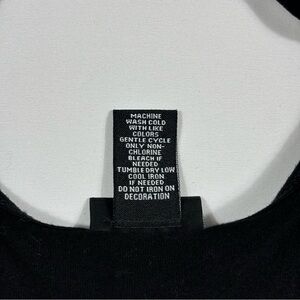 MACHINE
WASH COLD
WITH LIKE
COLORS
GENTLE CYCLE
ONLY NON-
CHLORINE
BLEACH IF
NEEDED
TUMBLE DRY LOW
COOL IRON
IF NEEDED
DO NOT IRON ON
DECORATION